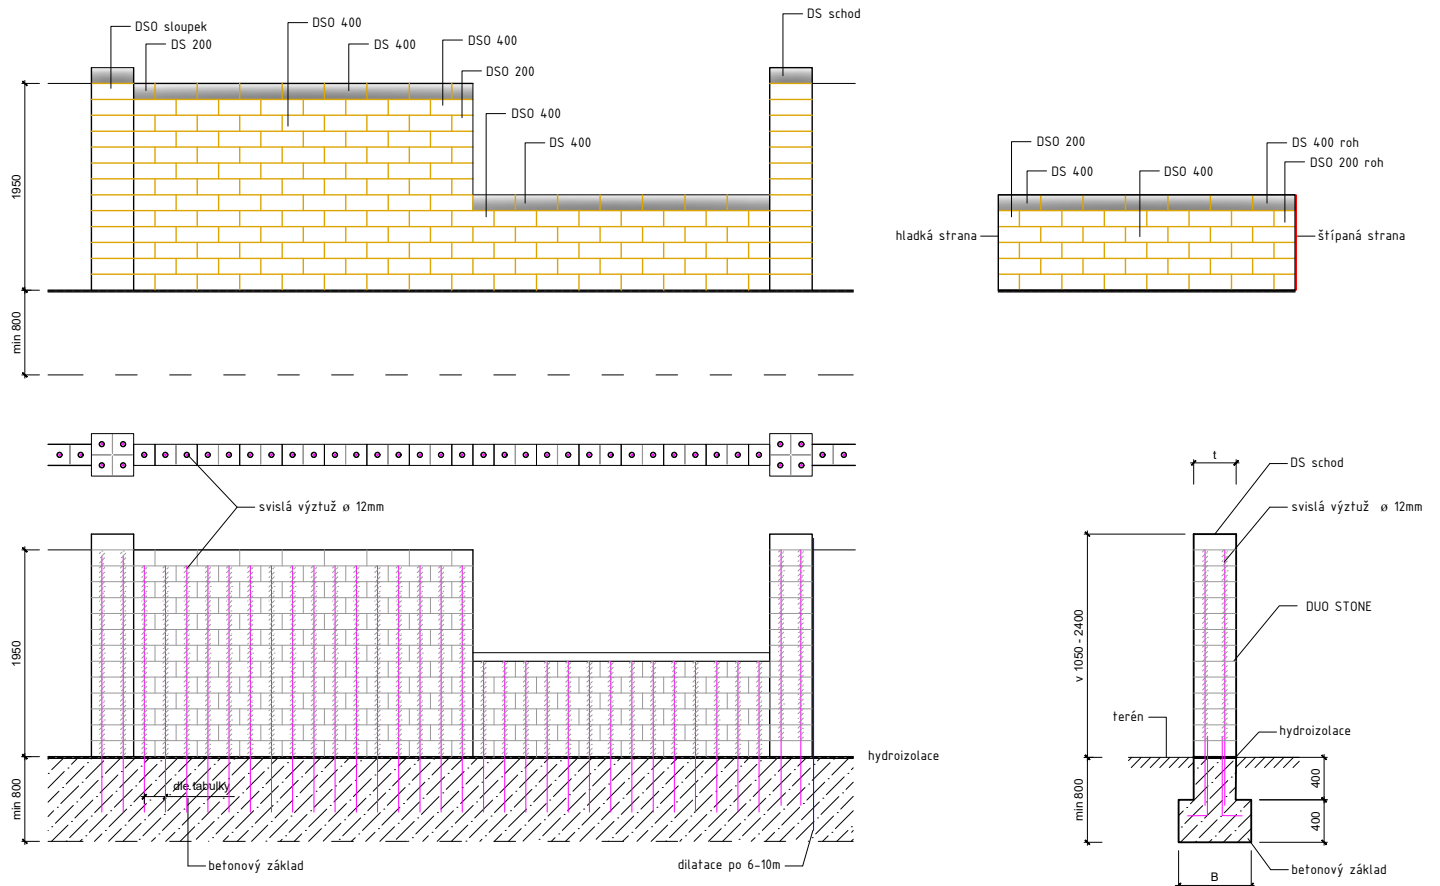 DSO sloupek
DS 200
DSO 400
DS 400
DSO 400
DSO 200
DS schod
DSO 400
DS 400
1950
min 800
DSO 200
DS 400
DSO 400
DS 400 roh
DSO 200 roh
hladká strana
štípaná strana
svislá výztuž ø 12mm
1950
min 800
dle tabulky
hydroizolace
betonový základ
dilatace po 6-10m
t
DS schod
svislá výztuž ø 12mm
v 1050 - 2400
DUO STONE
terén
hydroizolace
min 800
400
400
betonový základ
B